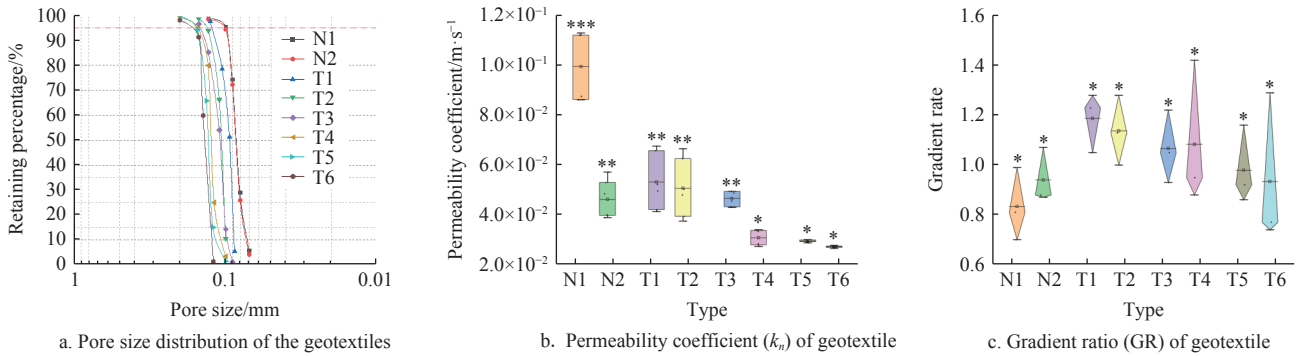 100
90
80
70
60
50
40
30
20
10
0
Retaining percentage/%
1
0.1
0.01
Pore size/mm
N1
N2
T1
T2
T3
T4
T5
T6
a. Pore size distribution of the geotextiles
1.2×10⁻¹
1.0×10⁻¹
8.0×10⁻²
6.0×10⁻²
4.0×10⁻²
2.0×10⁻²
Permeability coefficient/m·s⁻¹
***
**
**
**
**
*
*
*
N1 N2 T1 T2 T3 T4 T5 T6
Type
b. Permeability coefficient (kₙ) of geotextile
1.6
1.4
1.2
1.0
0.8
0.6
Gradient rate
*
*
*
*
*
*
*
*
N1 N2 T1 T2 T3 T4 T5 T6
Type
c. Gradient ratio (GR) of geotextile